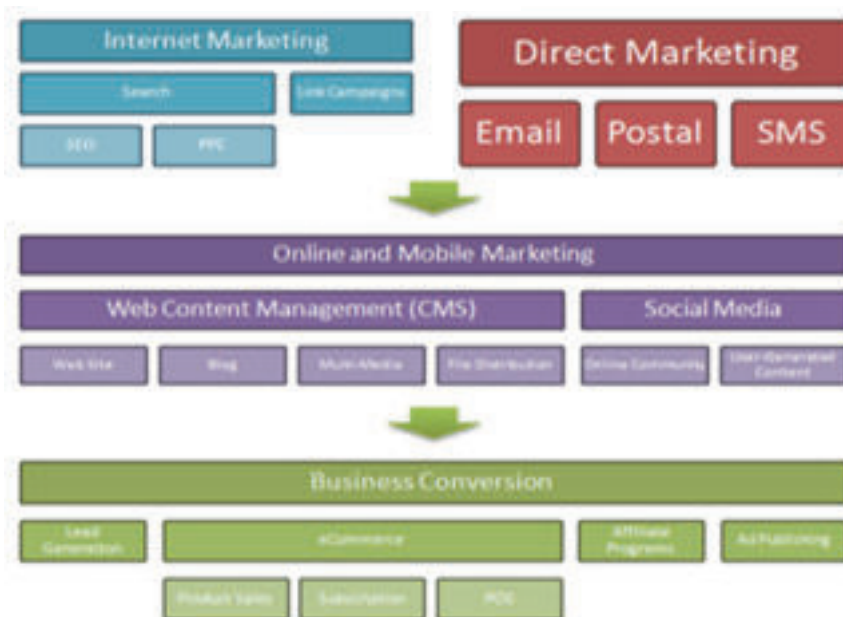 Internet Marketing
Direct Marketing
Search
Link Campaigns
Email
Postal
SMS
SEO
PPC
Online and Mobile Marketing
Web Content Management (CMS)
Social Media
Web Site
Blog
Multi-Media
File Distribution
Online Community
User-Generated
Content
Business Conversion
Lead
Generation
eCommerce
Affiliate
Programs
Ad Publishing
Product Sales
Subscription